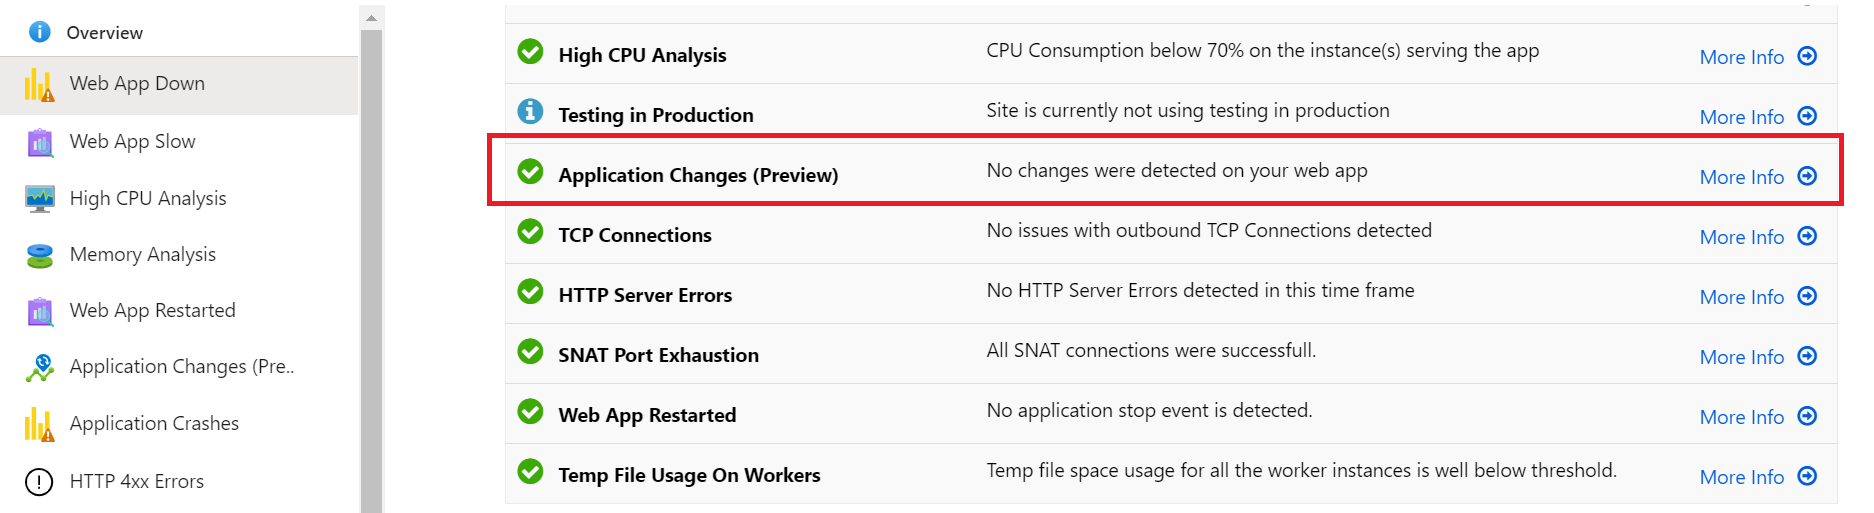 Overview
Web App Down
Web App Slow
High CPU Analysis
Memory Analysis
Web App Restarted
Application Changes (Pre..
Application Crashes
HTTP 4xx Errors
High CPU Analysis CPU Consumption below 70% on the instance(s) serving the app More Info
Testing in Production Site is currently not using testing in production More Info
Application Changes (Preview) No changes were detected on your web app More Info
TCP Connections No issues with outbound TCP Connections detected More Info
HTTP Server Errors No HTTP Server Errors detected in this time frame More Info
SNAT Port Exhaustion All SNAT connections were successfull. More Info
Web App Restarted No application stop event is detected. More Info
Temp File Usage On Workers Temp file space usage for all the worker instances is well below threshold. More Info